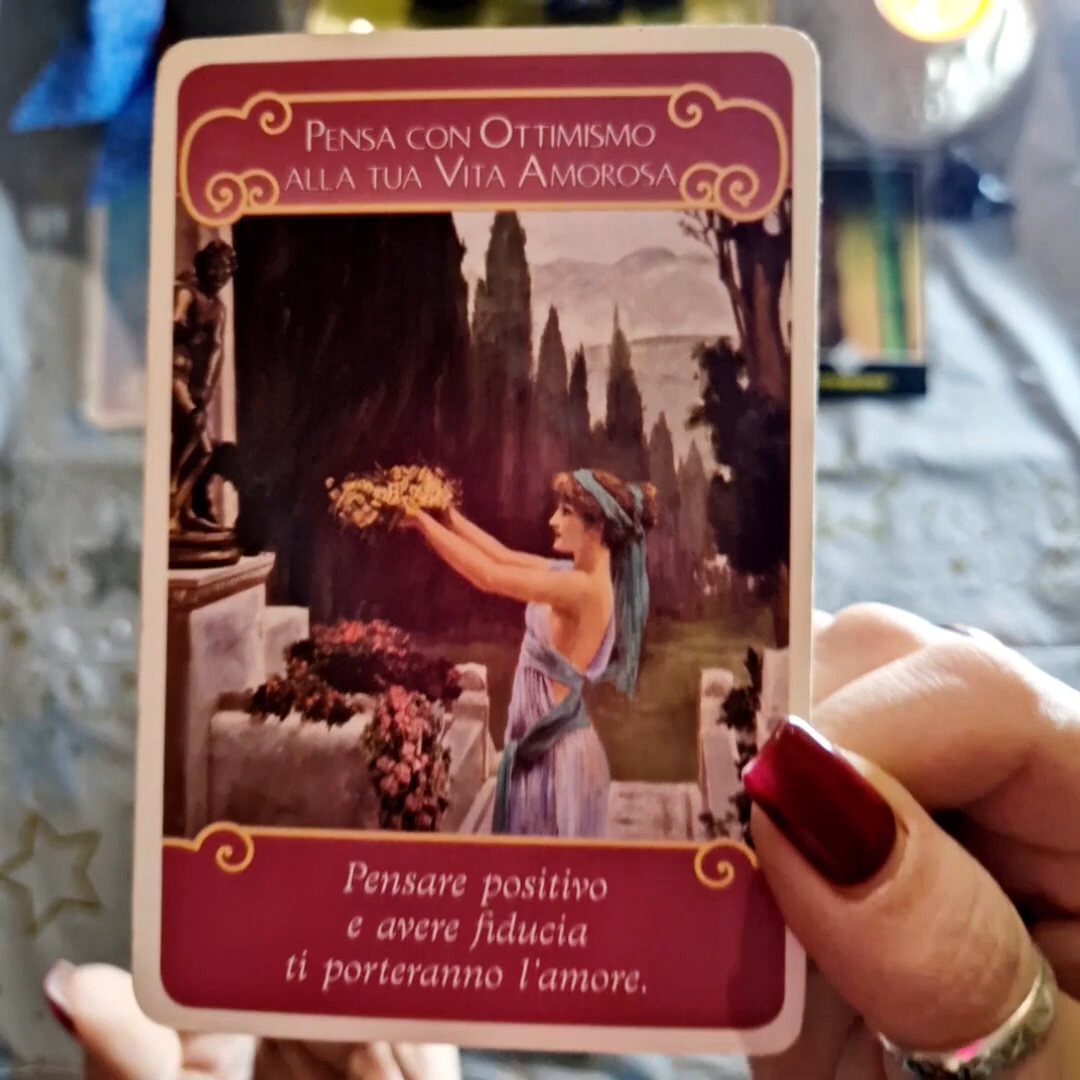 Pensa con Ottimismo
alla tua Vita Amorosa
Pensare positivo
e avere fiducia
ti porteranno l'amore.